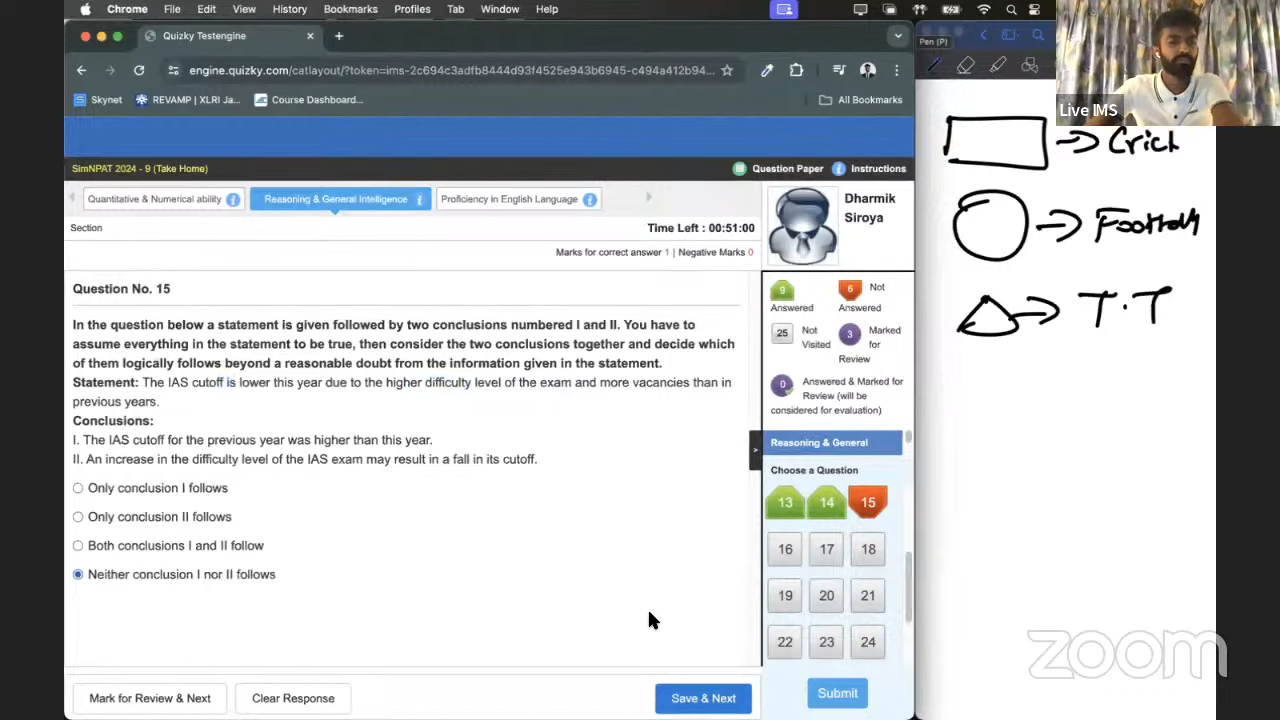 Chrome File Edit View History Bookmarks Profiles Tab Window Help
Quizky Testengine
engine.quizky.com/catlayout/?token=ims-2c694c3adfb8444d93f4525e943b6945-c494a412b94...
Skynet REVAMP | XLRI Ja... Course Dashboard... All Bookmarks
Pen (P)
Live IMS
SimNPAT 2024 - 9 (Take Home) Question Paper Instructions
Quantitative & Numerical ability i Reasoning & General Intelligence i Proficiency in English Language i
Section Time Left : 00:51:00
Marks for correct answer 1 | Negative Marks 0
Dharmik
Siroya
Question No. 15
In the question below a statement is given followed by two conclusions numbered I and II. You have to
assume everything in the statement to be true, then consider the two conclusions together and decide which
of them logically follows beyond a reasonable doubt from the information given in the statement.
Statement: The IAS cutoff is lower this year due to the higher difficulty level of the exam and more vacancies than in
previous years.
Conclusions:
I. The IAS cutoff for the previous year was higher than this year.
II. An increase in the difficulty level of the IAS exam may result in a fall in its cutoff.
Only conclusion I follows
Only conclusion II follows
Both conclusions I and II follow
Neither conclusion I nor II follows
Mark for Review & Next Clear Response Save & Next
9 Answered
6 Not Answered
25 Not Visited
3 Marked for Review
0 Answered & Marked for
Review (will be
considered for evaluation)
Reasoning & General
Choose a Question
13 14 15
16 17 18
19 20 21
22 23 24
Submit
T.T
zoom